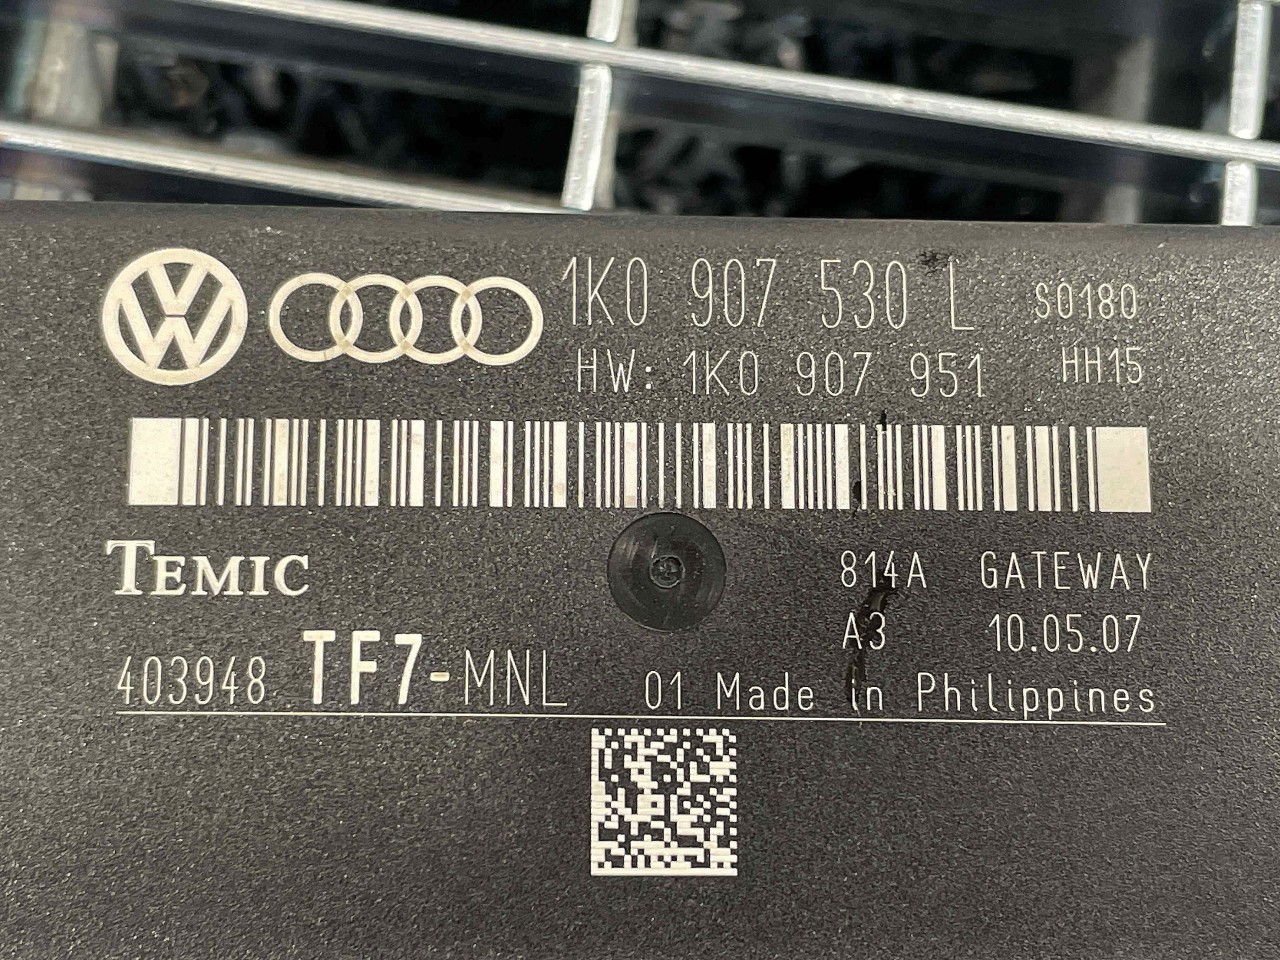 1K0 907 530 L S0180
HW: 1K0 907 951 HH15
TEMIC 814A GATEWAY
A3 10.05.07
403948 TF7-MNL 01 Made in Philippines